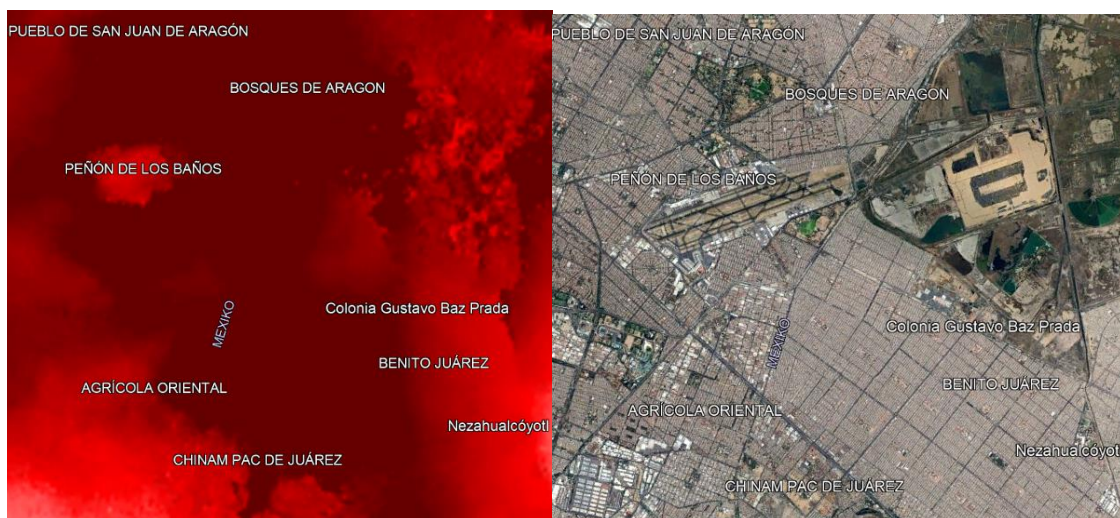 PUEBLO DE SAN JUAN DE ARAGÓN
BOSQUES DE ARAGON
PEÑÓN DE LOS BAÑOS
MEXIKO
Colonia Gustavo Baz Prada
BENITO JUÁREZ
AGRÍCOLA ORIENTAL
Nezahualcóyotl
CHINAM PAC DE JUÁREZ
PUEBLO DE SAN JUAN DE ARAGÓN
BOSQUES DE ARAGON
PEÑÓN DE LOS BAÑOS
MEXIKO
Colonia Gustavo Baz Prada
BENITO JUÁREZ
AGRÍCOLA ORIENTAL
Nezahualcóyotl
CHINAM PAC DE JUÁREZ